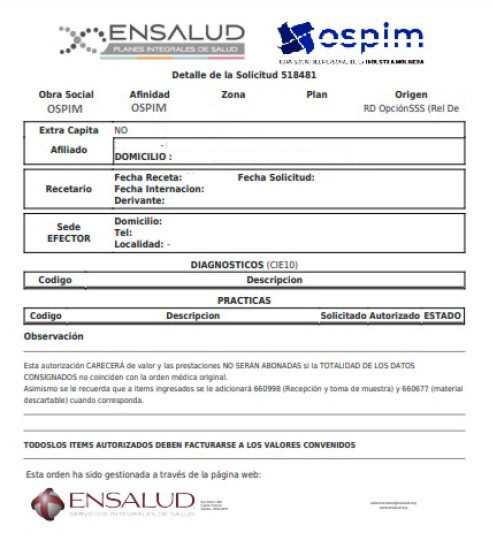 ENSALUD
PLANES INTEGRALES DE SALUD
ospim
OBRA SOCIAL DEL PERSONAL DE LA INDUSTRIA MOLINERA
Detalle de la Solicitud 518481
Obra Social Afinidad Zona Plan Origen
OSPIM OSPIM RD OpciónSSS (Rel De
Extra Capita NO
Afiliado
DOMICILIO :
Recetario
Fecha Receta: Fecha Solicitud:
Fecha Internacion:
Derivante:
Sede EFECTOR
Domicilio:
Tel:
Localidad: -
DIAGNOSTICOS (CIE10)
Codigo Descripcion
PRACTICAS
Codigo Descripcion Solicitado Autorizado ESTADO
Observación
Esta autorización CARECERÁ de valor y las prestaciones NO SERÁN ABONADAS si la TOTALIDAD DE LOS DATOS
CONSIGNADOS no coinciden con la orden médica original.
Asimismo se le recuerda que a items ingresados se le adicionará 660998 (Recepción y toma de muestra) y 660677 (material
descartable) cuando corresponda.
TODOSLOS ITEMS AUTORIZADOS DEBEN FACTURARSE A LOS VALORES CONVENIDOS
Esta orden ha sido gestionada a través de la página web:
ENSALUD
SERVICIOS INTEGRALES DE SALUD